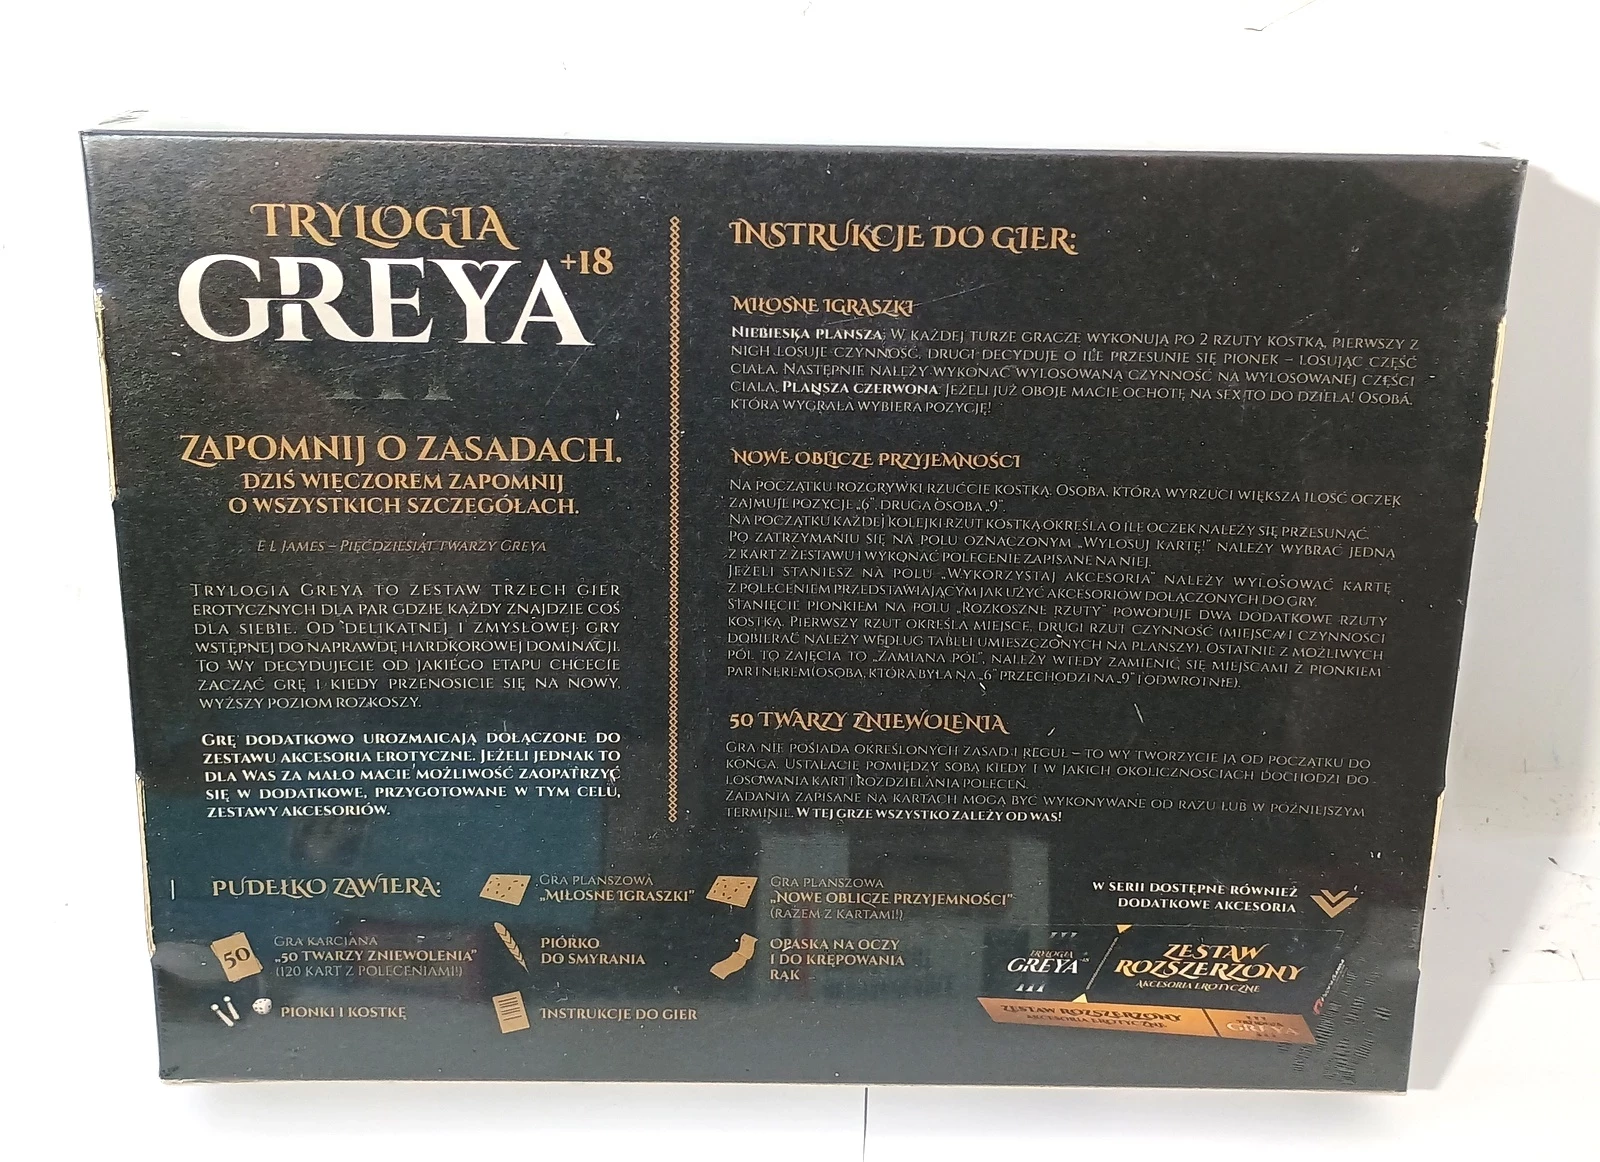 TRYLOGIA
GREYA +18
III
ZAPOMNIJ O ZASADACH.
DZIŚ WIECZOREM ZAPOMNIJ
O WSZYSTKICH SZCZEGÓŁACH.
E L JAMES – PIĘĆDZIESIĄT TWARZY GREYA
TRYLOGIA GREYA TO ZESTAW TRZECH GIER
EROTYCZNYCH DLA PAR GDZIE KAŻDY ZNAJDZIE COŚ
DLA SIEBIE. OD DELIKATNEJ I ZMYSŁOWEJ GRY
WSTĘPNEJ DO NAPRAWDĘ HARDKOROWEJ DOMINACJI.
TO WY DECYDUJECIE OD JAKIEGO ETAPU CHCECIE
ZACZĄĆ GRĘ I KIEDY PRZENOSICIE SIĘ NA NOWY,
WYŻSZY POZIOM ROZKOSZY.
GRĘ DODATKOWO UROZMAICAJĄ DOŁĄCZONE DO
ZESTAWU AKCESORIA EROTYCZNE. JEŻELI JEDNAK TO
DLA WAS ZA MAŁO MACIE MOŻLIWOŚĆ ZAOPATRZYĆ
SIĘ W DODATKOWE, PRZYGOTOWANE W TYM CELU,
ZESTAWY AKCESORIÓW.
INSTRUKCJE DO GIER:
MIŁOSNE IGRASZKI
NIEBIESKA PLANSZA: W KAŻDEJ TURZE GRACZE WYKONUJĄ PO 2 RZUTY KOSTKĄ, PIERWSZY Z
NICH LOSUJE CZYNNOŚĆ, DRUGI DECYDUJE O ILE PRZESUNIE SIĘ PIONEK – LOSUJĄC CZĘŚĆ
CIAŁA. NASTĘPNIE NALEŻY WYKONAĆ WYLOSOWANĄ CZYNNOŚĆ NA WYLOSOWANEJ CZĘŚCI
CIAŁA. PLANSZA CZERWONA: JEŻELI JUŻ OBOJE MACIE OCHOTĘ NA SEX TO DO DZIEŁA! OSOBA,
KTÓRA WYGRAŁA WYBIERA POZYCJĘ!
NOWE OBLICZE PRZYJEMNOŚCI
NA POCZĄTKU ROZGRYWKI RZUĆCIE KOSTKĄ. OSOBA, KTÓRA WYRZUCI WIĘKSZA ILOŚĆ OCZEK
ZAJMUJE POZYCJE „6", DRUGA OSOBA „9".
NA POCZĄTKU KAŻDEJ KOLEJKI RZUT KOSTKĄ OKREŚLA O ILE OCZEK NALEŻY SIĘ PRZESUNĄĆ.
PO ZATRZYMANIU SIĘ NA POLU OZNACZONYM „WYLOSUJ KARTĘ!" NALEŻY WYBRAĆ JEDNĄ
Z KART Z ZESTAWU I WYKONAĆ POLECENIE ZAPISANE NA NIEJ.
JEŻELI STANIESZ NA POLU „WYKORZYSTAJ AKCESORIA" NALEŻY WYLOSOWAĆ KARTĘ
Z POLECENIEM PRZEDSTAWIAJĄCYM JAK UŻYĆ AKCESORIÓW DOŁĄCZONYCH DO GRY.
STANIĘCIE PIONKIEM NA POLU „ROZKOSZNE RZUTY" POWODUJE DWA DODATKOWE RZUTY
KOSTKĄ. PIERWSZY RZUT OKREŚLA MIEJSCE, DRUGI RZUT CZYNNOŚĆ (MIEJSCA I CZYNNOŚCI
DOBIERAĆ NALEŻY WEDŁUG TABELI UMIESZCZONYCH NA PLANSZY). OSTATNIE Z MOŻLIWYCH
PÓL TO ZAJĘCIA TO „ZAMIANA PÓL", NALEŻY WTEDY ZAMIENIĆ SIĘ MIEJSCAMI Z PIONKIEM
PARTNEREM(OSOBA, KTÓRA BYŁA NA „6" PRZECHODZI NA „9" I ODWROTNIE).
50 TWARZY ZNIEWOLENIA
GRA NIE POSIADA OKREŚLONYCH ZASAD I REGUŁ – TO WY TWORZYCIE JĄ OD POCZĄTKU DO
KOŃCA. USTALACIE POMIĘDZY SOBĄ KIEDY I W JAKICH OKOLICZNOŚCIACH DOCHODZI DO
LOSOWANIA KART I ROZDZIELANIA POLECEŃ.
ZADANIA ZAPISANE NA KARTACH MOGĄ BYĆ WYKONYWANE OD RAZU LUB W PÓŹNIEJSZYM
TERMINIE. W TEJ GRZE WSZYSTKO ZALEŻY OD WAS!
PUDEŁKO ZAWIERA:
GRA PLANSZOWA
„MIŁOSNE IGRASZKI"
GRA PLANSZOWA
„NOWE OBLICZE PRZYJEMNOŚCI"
(RAZEM Z KARTAMI!)
50
GRA KARCIANA
„50 TWARZY ZNIEWOLENIA"
(120 KART Z POLECENIAMI!)
PIÓRKO
DO SMYRANIA
OPASKA NA OCZY
I DO KRĘPOWANIA
RĄK
PIONKI I KOSTKĘ
INSTRUKCJE DO GIER
W SERII DOSTĘPNE RÓWNIEŻ
DODATKOWE AKCESORIA
TRYLOGIA
GREYA
ZESTAW
ROZSZERZONY
AKCESORIA EROTYCZNE
ZESTAW ROZSZERZONY
AKCESORIA EROTYCZNE
GREYA